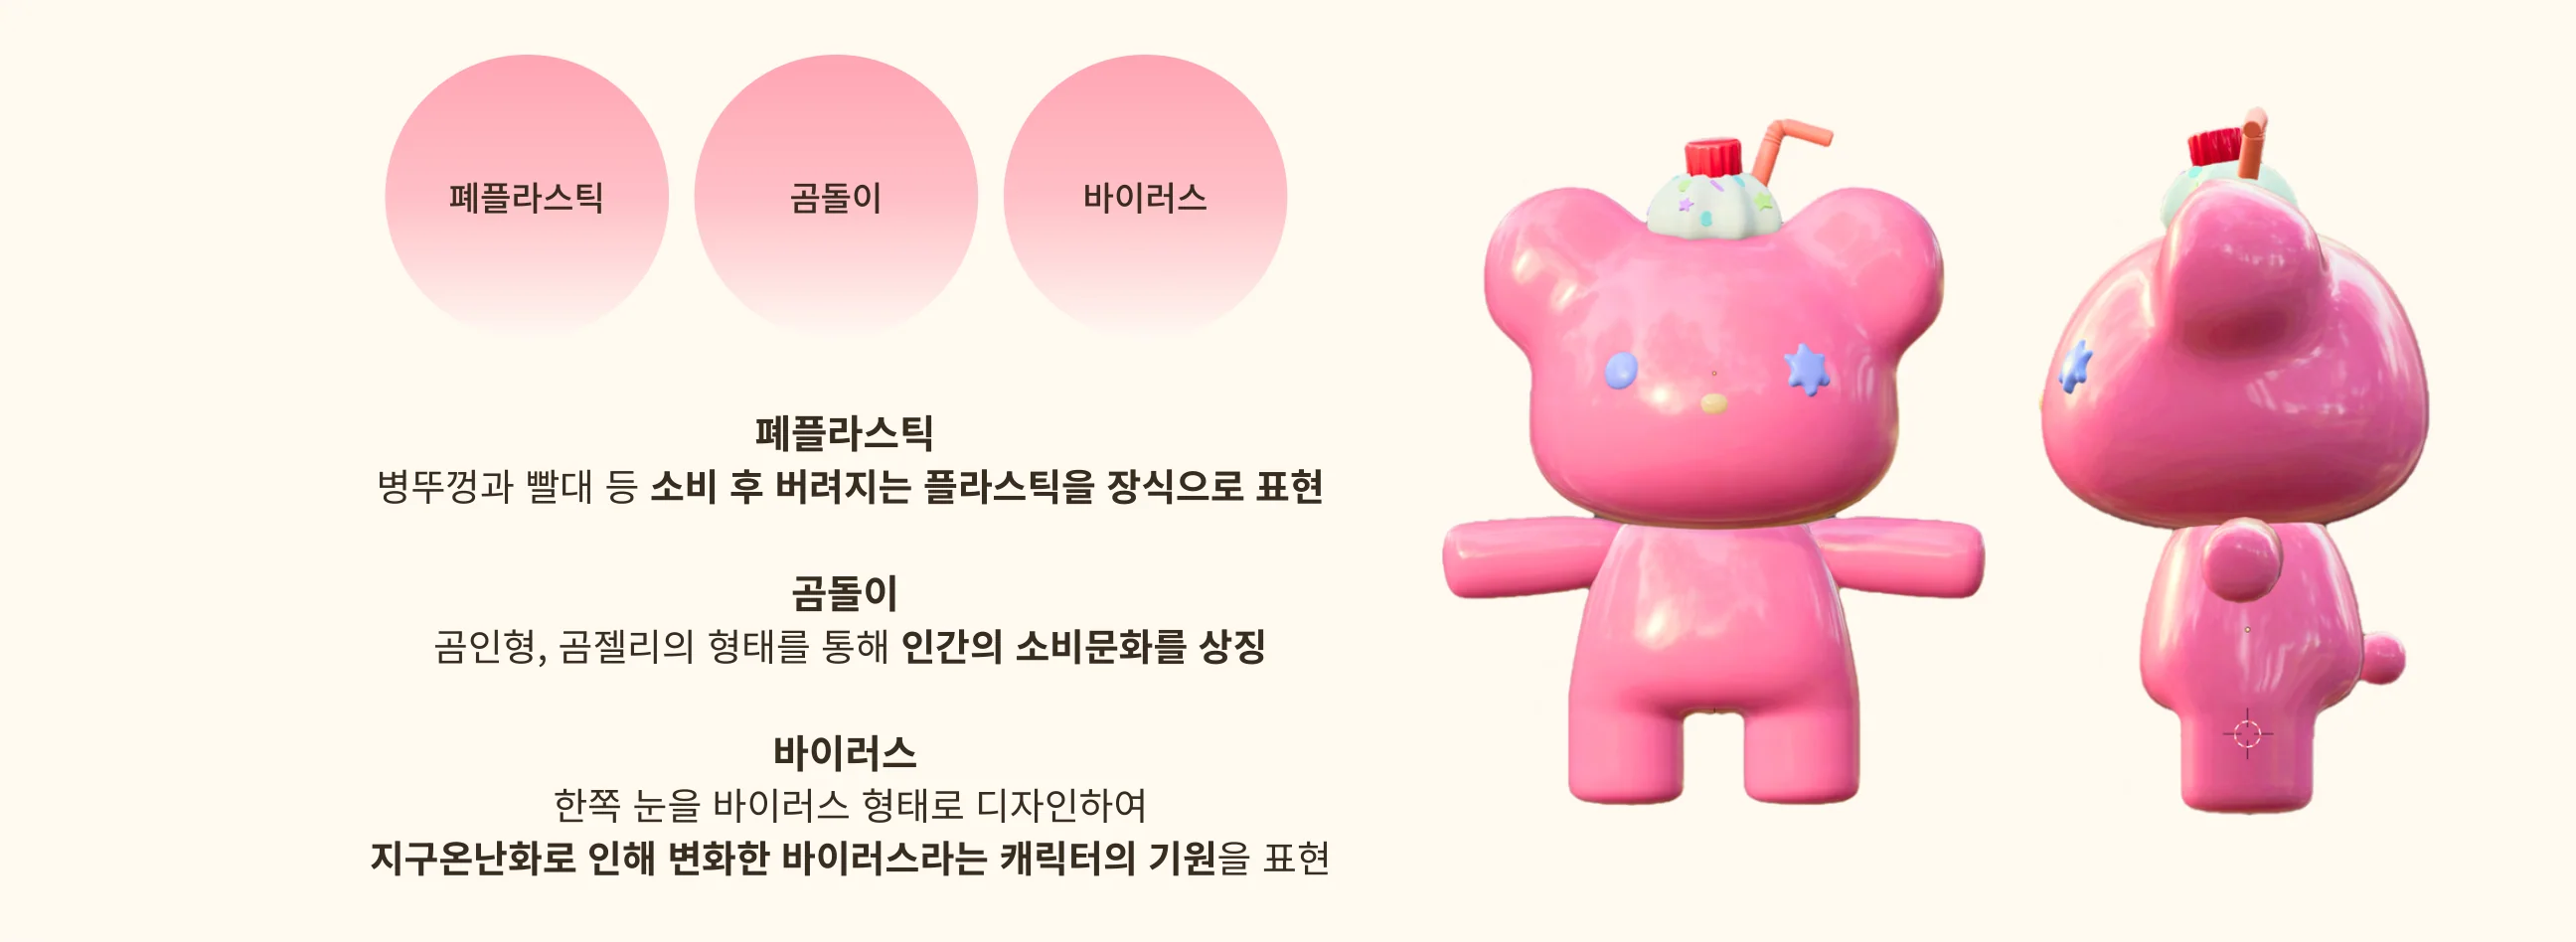 폐플라스틱
곰돌이
바이러스
폐플라스틱
병뚜껑과 빨대 등 소비 후 버려지는 플라스틱을 장식으로 표현
곰돌이
곰인형, 곰젤리의 형태를 통해 인간의 소비문화를 상징
바이러스
한쪽 눈을 바이러스 형태로 디자인하여
지구온난화로 인해 변화한 바이러스라는 캐릭터의 기원을 표현